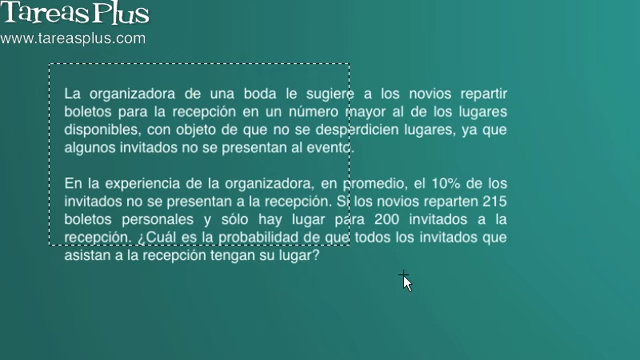 TareasPlus
www.tareasplus.com
La organizadora de una boda le sugiere a los novios repartir
boletos para la recepción en un número mayor al de los lugares
disponibles, con objeto de que no se desperdicien lugares, ya que
algunos invitados no se presentan al evento.
En la experiencia de la organizadora, en promedio, el 10% de los
invitados no se presentan a la recepción. Si los novios reparten 215
boletos personales y sólo hay lugar para 200 invitados a la
recepción. ¿Cuál es la probabilidad de que todos los invitados que
asistan a la recepción tengan su lugar?